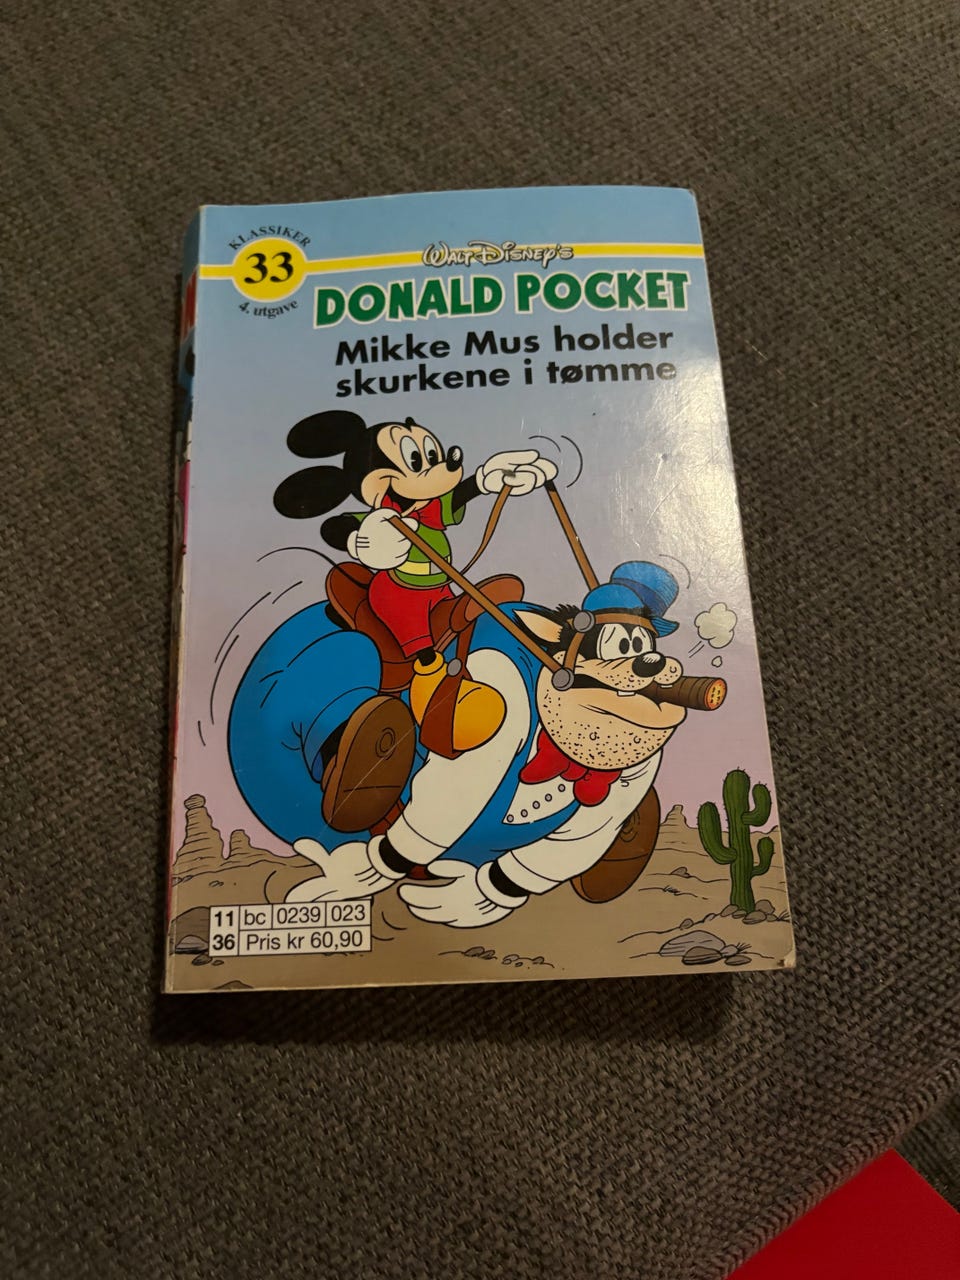 KLASSIKER
33
4. utgave
WALT DISNEY'S
DONALD POCKET
Mikke Mus holder
skurkene i tømme
11 bc 0239 023
36 Pris kr 60,90